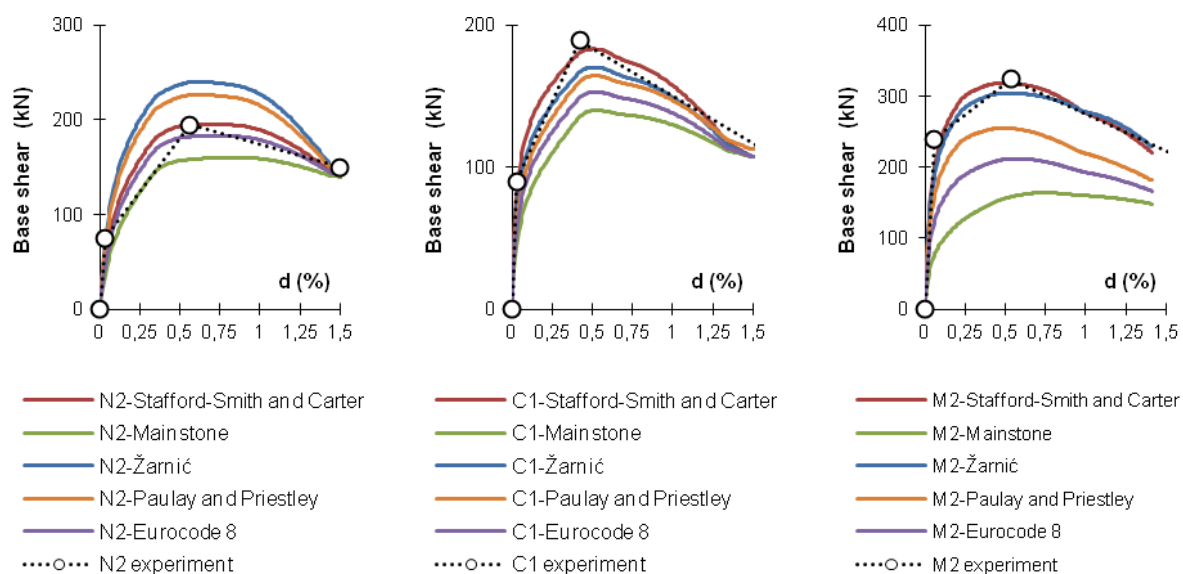 300
200
100
0
Base shear (kN)
d (%)
0 0,25 0,5 0,75 1 1,25 1,5
N2-Stafford-Smith and Carter
N2-Mainstone
N2-Žarnić
N2-Paulay and Priestley
N2-Eurocode 8
N2 experiment
200
100
0
Base shear (kN)
d (%)
0 0,25 0,5 0,75 1 1,25 1,5
C1-Stafford-Smith and Carter
C1-Mainstone
C1-Žarnić
C1-Paulay and Priestley
C1-Eurocode 8
C1 experiment
400
300
200
100
0
Base shear (kN)
d (%)
0 0,25 0,5 0,75 1 1,25 1,5
M2-Stafford-Smith and Carter
M2-Mainstone
M2-Žarnić
M2-Paulay and Priestley
M2-Eurocode 8
M2 experiment